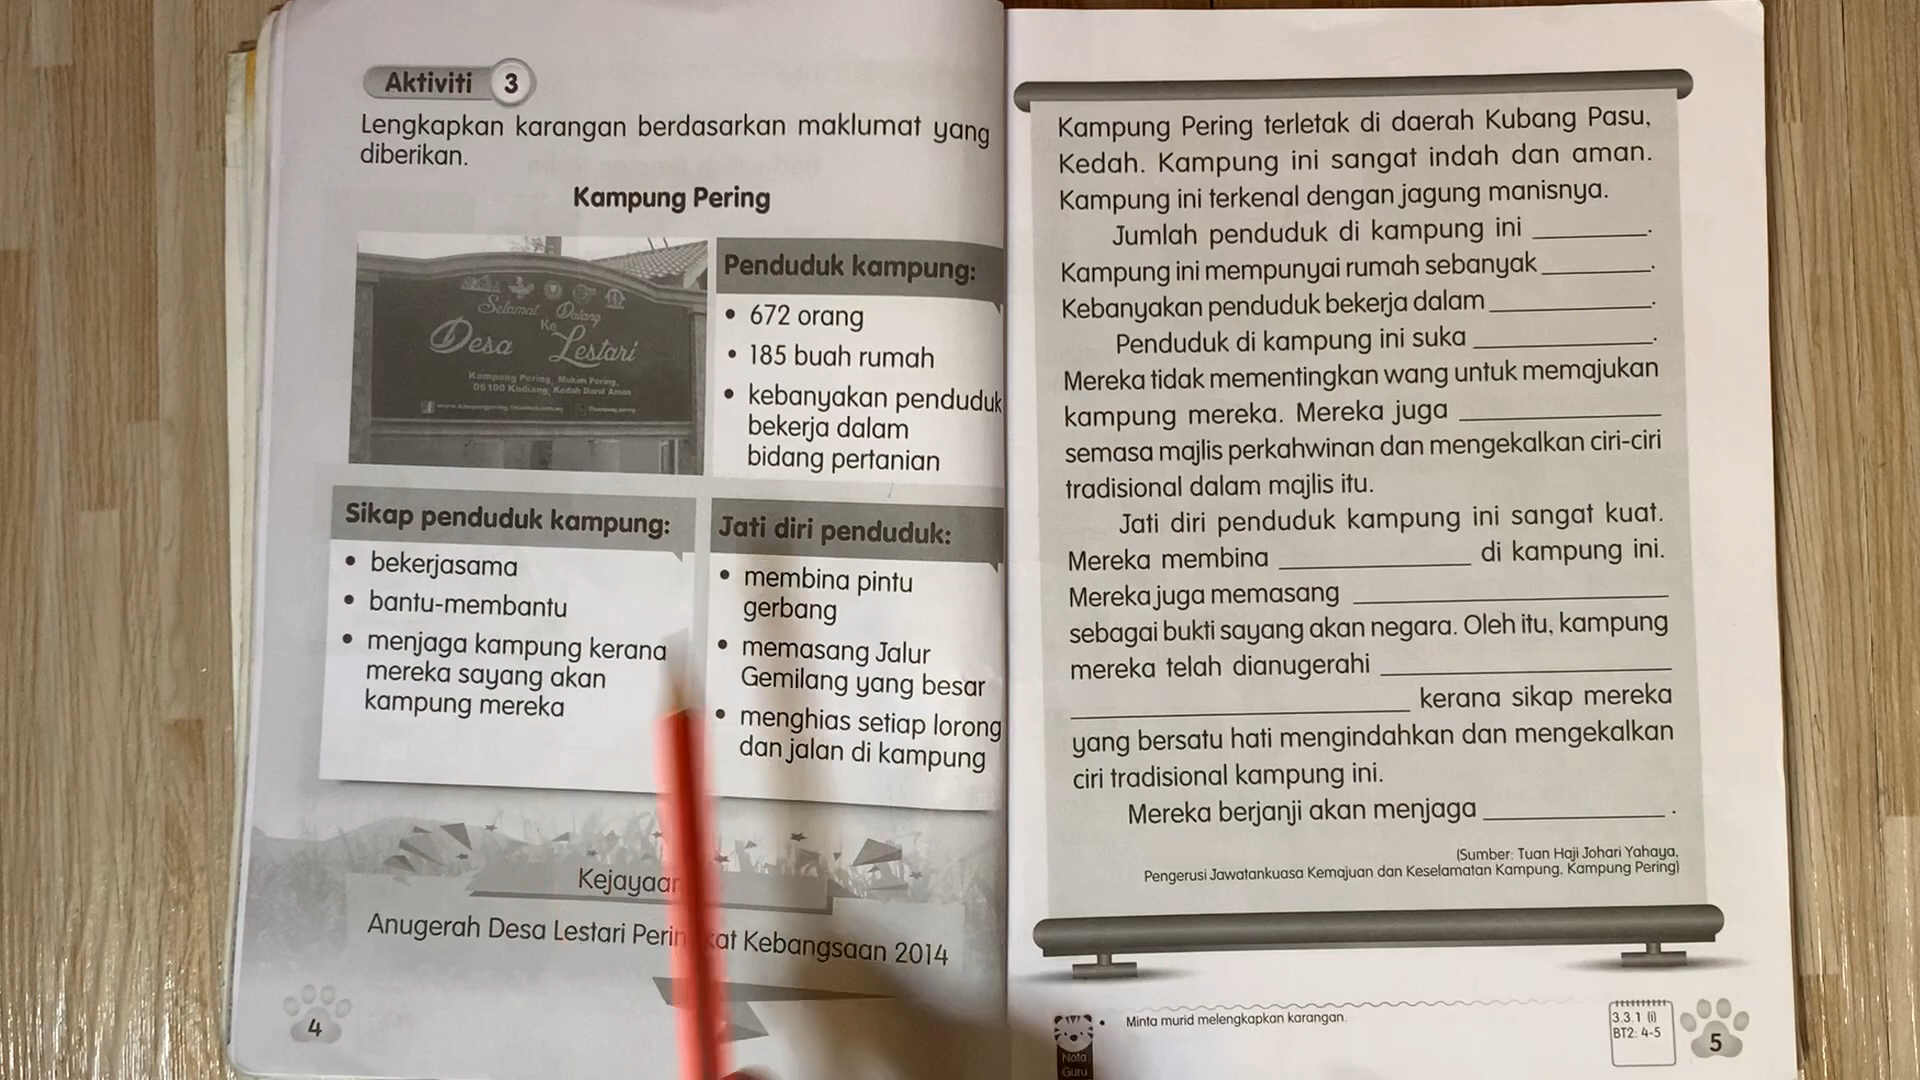 Aktiviti 3
Lengkapkan karangan berdasarkan maklumat yang
diberikan.
Kampung Pering
Selamat Datang
Ke
Desa Lestari
Kampung Pering, Mukim Pering,
06100 Kodiang, Kedah Darul Aman
Penduduk kampung:
• 672 orang
• 185 buah rumah
• kebanyakan penduduk
bekerja dalam
bidang pertanian
Sikap penduduk kampung:
• bekerjasama
• bantu-membantu
• menjaga kampung kerana
mereka sayang akan
kampung mereka
Jati diri penduduk:
• membina pintu
gerbang
• memasang Jalur
Gemilang yang besar
• menghias setiap lorong
dan jalan di kampung
Kejayaan
Anugerah Desa Lestari Peringkat Kebangsaan 2014
4
Kampung Pering terletak di daerah Kubang Pasu,
Kedah. Kampung ini sangat indah dan aman.
Kampung ini terkenal dengan jagung manisnya.
Jumlah penduduk di kampung ini ________.
Kampung ini mempunyai rumah sebanyak ________.
Kebanyakan penduduk bekerja dalam ________.
Penduduk di kampung ini suka ________.
Mereka tidak mementingkan wang untuk memajukan
kampung mereka. Mereka juga ________
semasa majlis perkahwinan dan mengekalkan ciri-ciri
tradisional dalam majlis itu.
Jati diri penduduk kampung ini sangat kuat.
Mereka membina ________ di kampung ini.
Mereka juga memasang ________
sebagai bukti sayang akan negara. Oleh itu, kampung
mereka telah dianugerahi ________
________ kerana sikap mereka
yang bersatu hati mengindahkan dan mengekalkan
ciri tradisional kampung ini.
Mereka berjanji akan menjaga ________.
(Sumber: Tuan Haji Johari Yahaya,
Pengerusi Jawatankuasa Kemajuan dan Keselamatan Kampung, Kampung Pering)
Nota
Guru
• Minta murid melengkapkan karangan.
3.3.1 (i)
BT2: 4-5
5